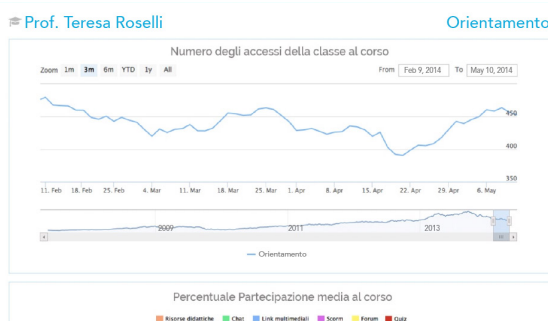 Prof. Teresa Roselli
Orientamento
Numero degli accessi della classe al corso
Zoom 1m 3m 6m YTD 1y All
From Feb 9, 2014 To May 10, 2014
450
400
350
11. Feb 18. Feb 25. Feb 4. Mar 11. Mar 18. Mar 25. Mar 1. Apr 8. Apr 15. Apr 22. Apr 29. Apr 6. May
2009 2011 2013
Orientamento
Percentuale Partecipazione media al corso
Risorse didattiche Chat Link multimediali Scorm Forum Quiz